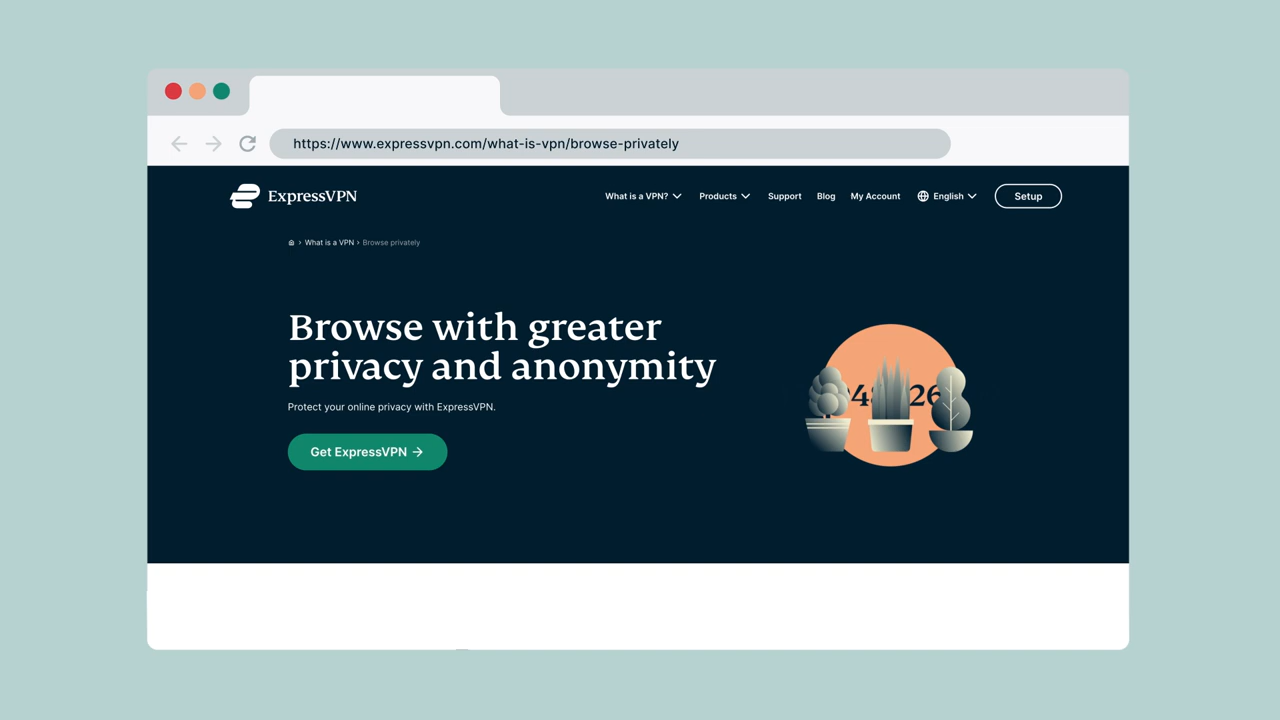 https://www.expressvpn.com/what-is-vpn/browse-privately
ExpressVPN
What is a VPN? Products Support Blog My Account English Setup
What is a VPN › Browse privately
Browse with greater
privacy and anonymity
Protect your online privacy with ExpressVPN.
Get ExpressVPN →